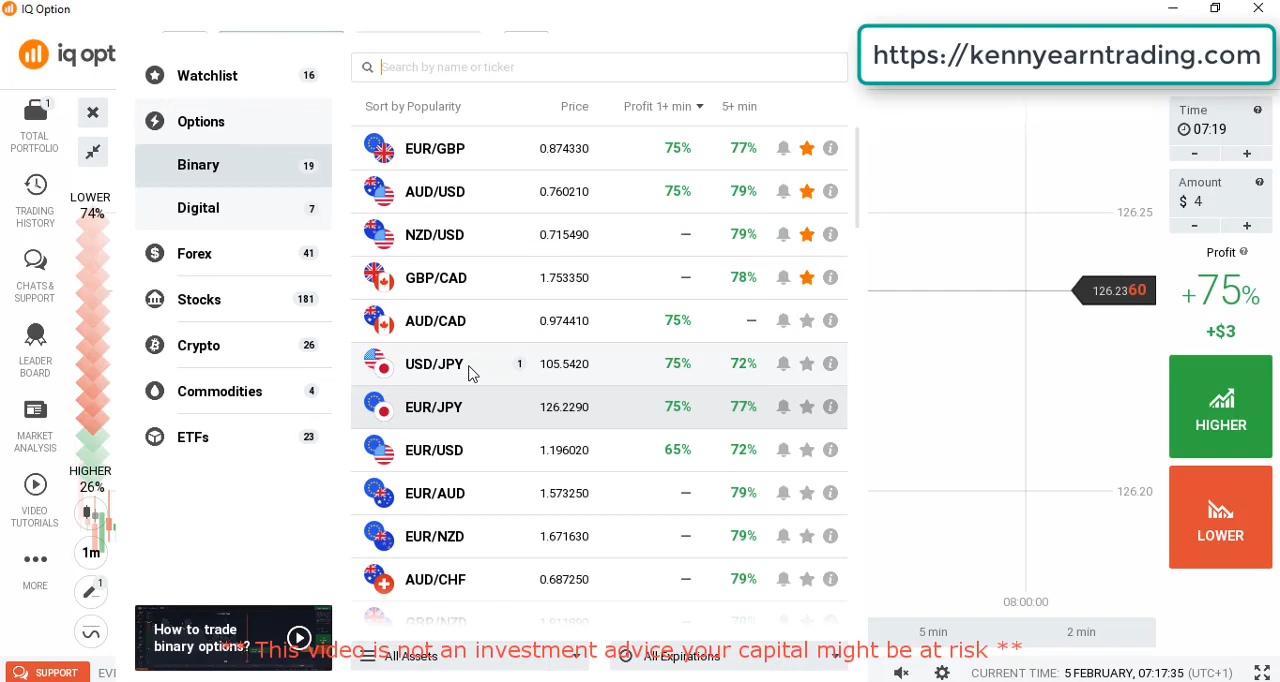 IQ Option
iq opt
https://kennyearntrading.com
1
TOTAL
PORTFOLIO
TRADING
HISTORY
CHATS &
SUPPORT
LEADER
BOARD
MARKET
ANALYSIS
VIDEO
TUTORIALS
MORE
LOWER
74%
HIGHER
26%
1m
1
Watchlist 16
Options
Binary 19
Digital 7
Forex 41
Stocks 181
Crypto 26
Commodities 4
ETFs 23
How to trade
binary options?
Search by name or ticker
Sort by Popularity Price Profit 1+ min 5+ min
EUR/GBP 0.874330 75% 77%
AUD/USD 0.760210 75% 79%
NZD/USD 0.715490 – 79%
GBP/CAD 1.753350 – 78%
AUD/CAD 0.974410 75% –
USD/JPY 1 105.5420 75% 72%
EUR/JPY 126.2290 75% 77%
EUR/USD 1.196020 65% 72%
EUR/AUD 1.573250 – 79%
EUR/NZD 1.671630 – 79%
AUD/CHF 0.687250 – 79%
GBP/NZD
All Assets All Expirations
** This video is not an investment advice your capital might be at risk **
126.25
126.2360
126.20
08:00:00
5 min 2 min
Time
07:19
- +
Amount
$ 4
- +
Profit
+75%
+$3
HIGHER
LOWER
SUPPORT
EVE
CURRENT TIME: 5 FEBRUARY, 07:17:35 (UTC+1)